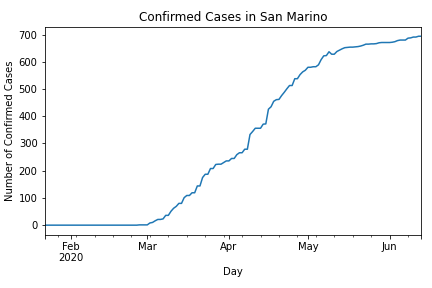 Confirmed Cases in San Marino
Number of Confirmed Cases
700
600
500
400
300
200
100
0
Feb Mar Apr May Jun
2020
Day